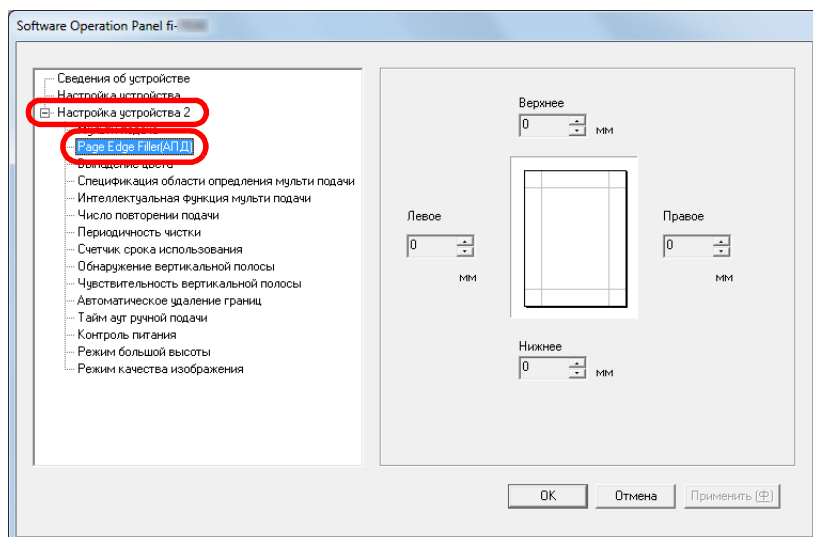 Software Operation Panel fi-
Сведения об устройстве
Настройка устройства
Настройка устройства 2
Page Edge Filler(АПД)
Выпадение цвета
Спецификация области опредления мульти подачи
Интеллектуальная функция мульти подачи
Число повторении подачи
Периодичность чистки
Счетчик срока использования
Обнаружение вертикальной полосы
Чувствительность вертикальной полосы
Автоматическое удаление границ
Тайм аут ручной подачи
Контроль питания
Режим большой высоты
Режим качества изображения
Верхнее
0 мм
Левое
0
мм
Правое
0
мм
Нижнее
0 мм
OK Отмена Применить (Ф)